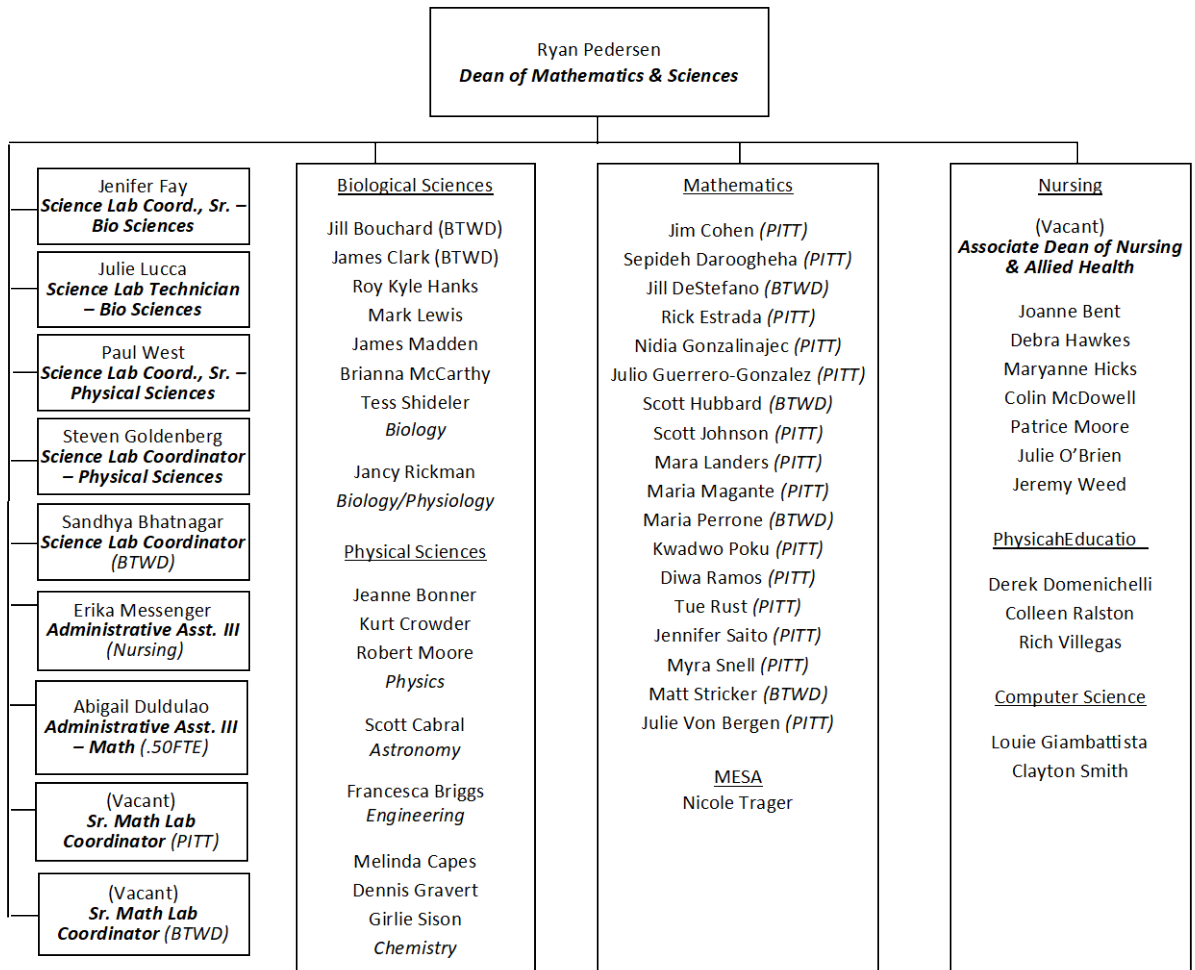 Ryan Pedersen
Dean of Mathematics & Sciences
Jenifer Fay
Science Lab Coord., Sr. –
Bio Sciences
Julie Lucca
Science Lab Technician
– Bio Sciences
Paul West
Science Lab Coord., Sr. –
Physical Sciences
Steven Goldenberg
Science Lab Coordinator
– Physical Sciences
Sandhya Bhatnagar
Science Lab Coordinator
(BTWD)
Erika Messenger
Administrative Asst. III
(Nursing)
Abigail Duldulao
Administrative Asst. III
– Math (.50FTE)
(Vacant)
Sr. Math Lab
Coordinator (PITT)
(Vacant)
Sr. Math Lab
Coordinator (BTWD)
Biological Sciences
Jill Bouchard (BTWD)
James Clark (BTWD)
Roy Kyle Hanks
Mark Lewis
James Madden
Brianna McCarthy
Tess Shideler
Biology
Jancy Rickman
Biology/Physiology
Physical Sciences
Jeanne Bonner
Kurt Crowder
Robert Moore
Physics
Scott Cabral
Astronomy
Francesca Briggs
Engineering
Melinda Capes
Dennis Gravert
Girlie Sison
Chemistry
Mathematics
Jim Cohen (PITT)
Sepideh Daroogheha (PITT)
Jill DeStefano (BTWD)
Rick Estrada (PITT)
Nidia Gonzalinajec (PITT)
Julio Guerrero-Gonzalez (PITT)
Scott Hubbard (BTWD)
Scott Johnson (PITT)
Mara Landers (PITT)
Maria Magante (PITT)
Maria Perrone (BTWD)
Kwadwo Poku (PITT)
Diwa Ramos (PITT)
Tue Rust (PITT)
Jennifer Saito (PITT)
Myra Snell (PITT)
Matt Stricker (BTWD)
Julie Von Bergen (PITT)
MESA
Nicole Trager
Nursing
(Vacant)
Associate Dean of Nursing
& Allied Health
Joanne Bent
Debra Hawkes
Maryanne Hicks
Colin McDowell
Patrice Moore
Julie O’Brien
Jeremy Weed
PhysicahEducatio
Derek Domenichelli
Colleen Ralston
Rich Villegas
Computer Science
Louie Giambattista
Clayton Smith